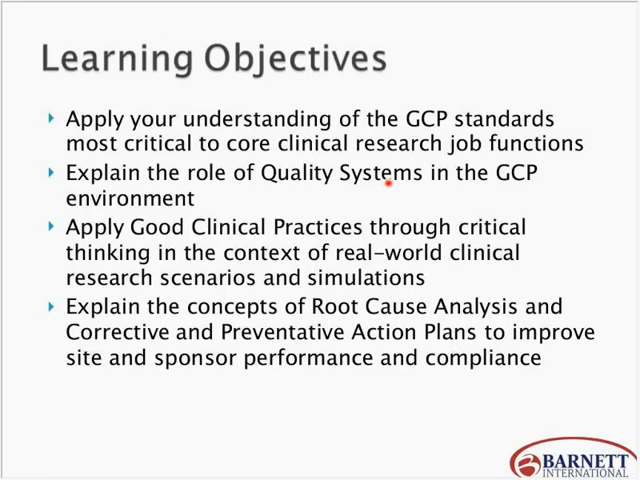 Learning Objectives
Apply your understanding of the GCP standards
most critical to core clinical research job functions
Explain the role of Quality Systems in the GCP
environment
Apply Good Clinical Practices through critical
thinking in the context of real-world clinical
research scenarios and simulations
Explain the concepts of Root Cause Analysis and
Corrective and Preventative Action Plans to improve
site and sponsor performance and compliance
BARNETT
INTERNATIONAL